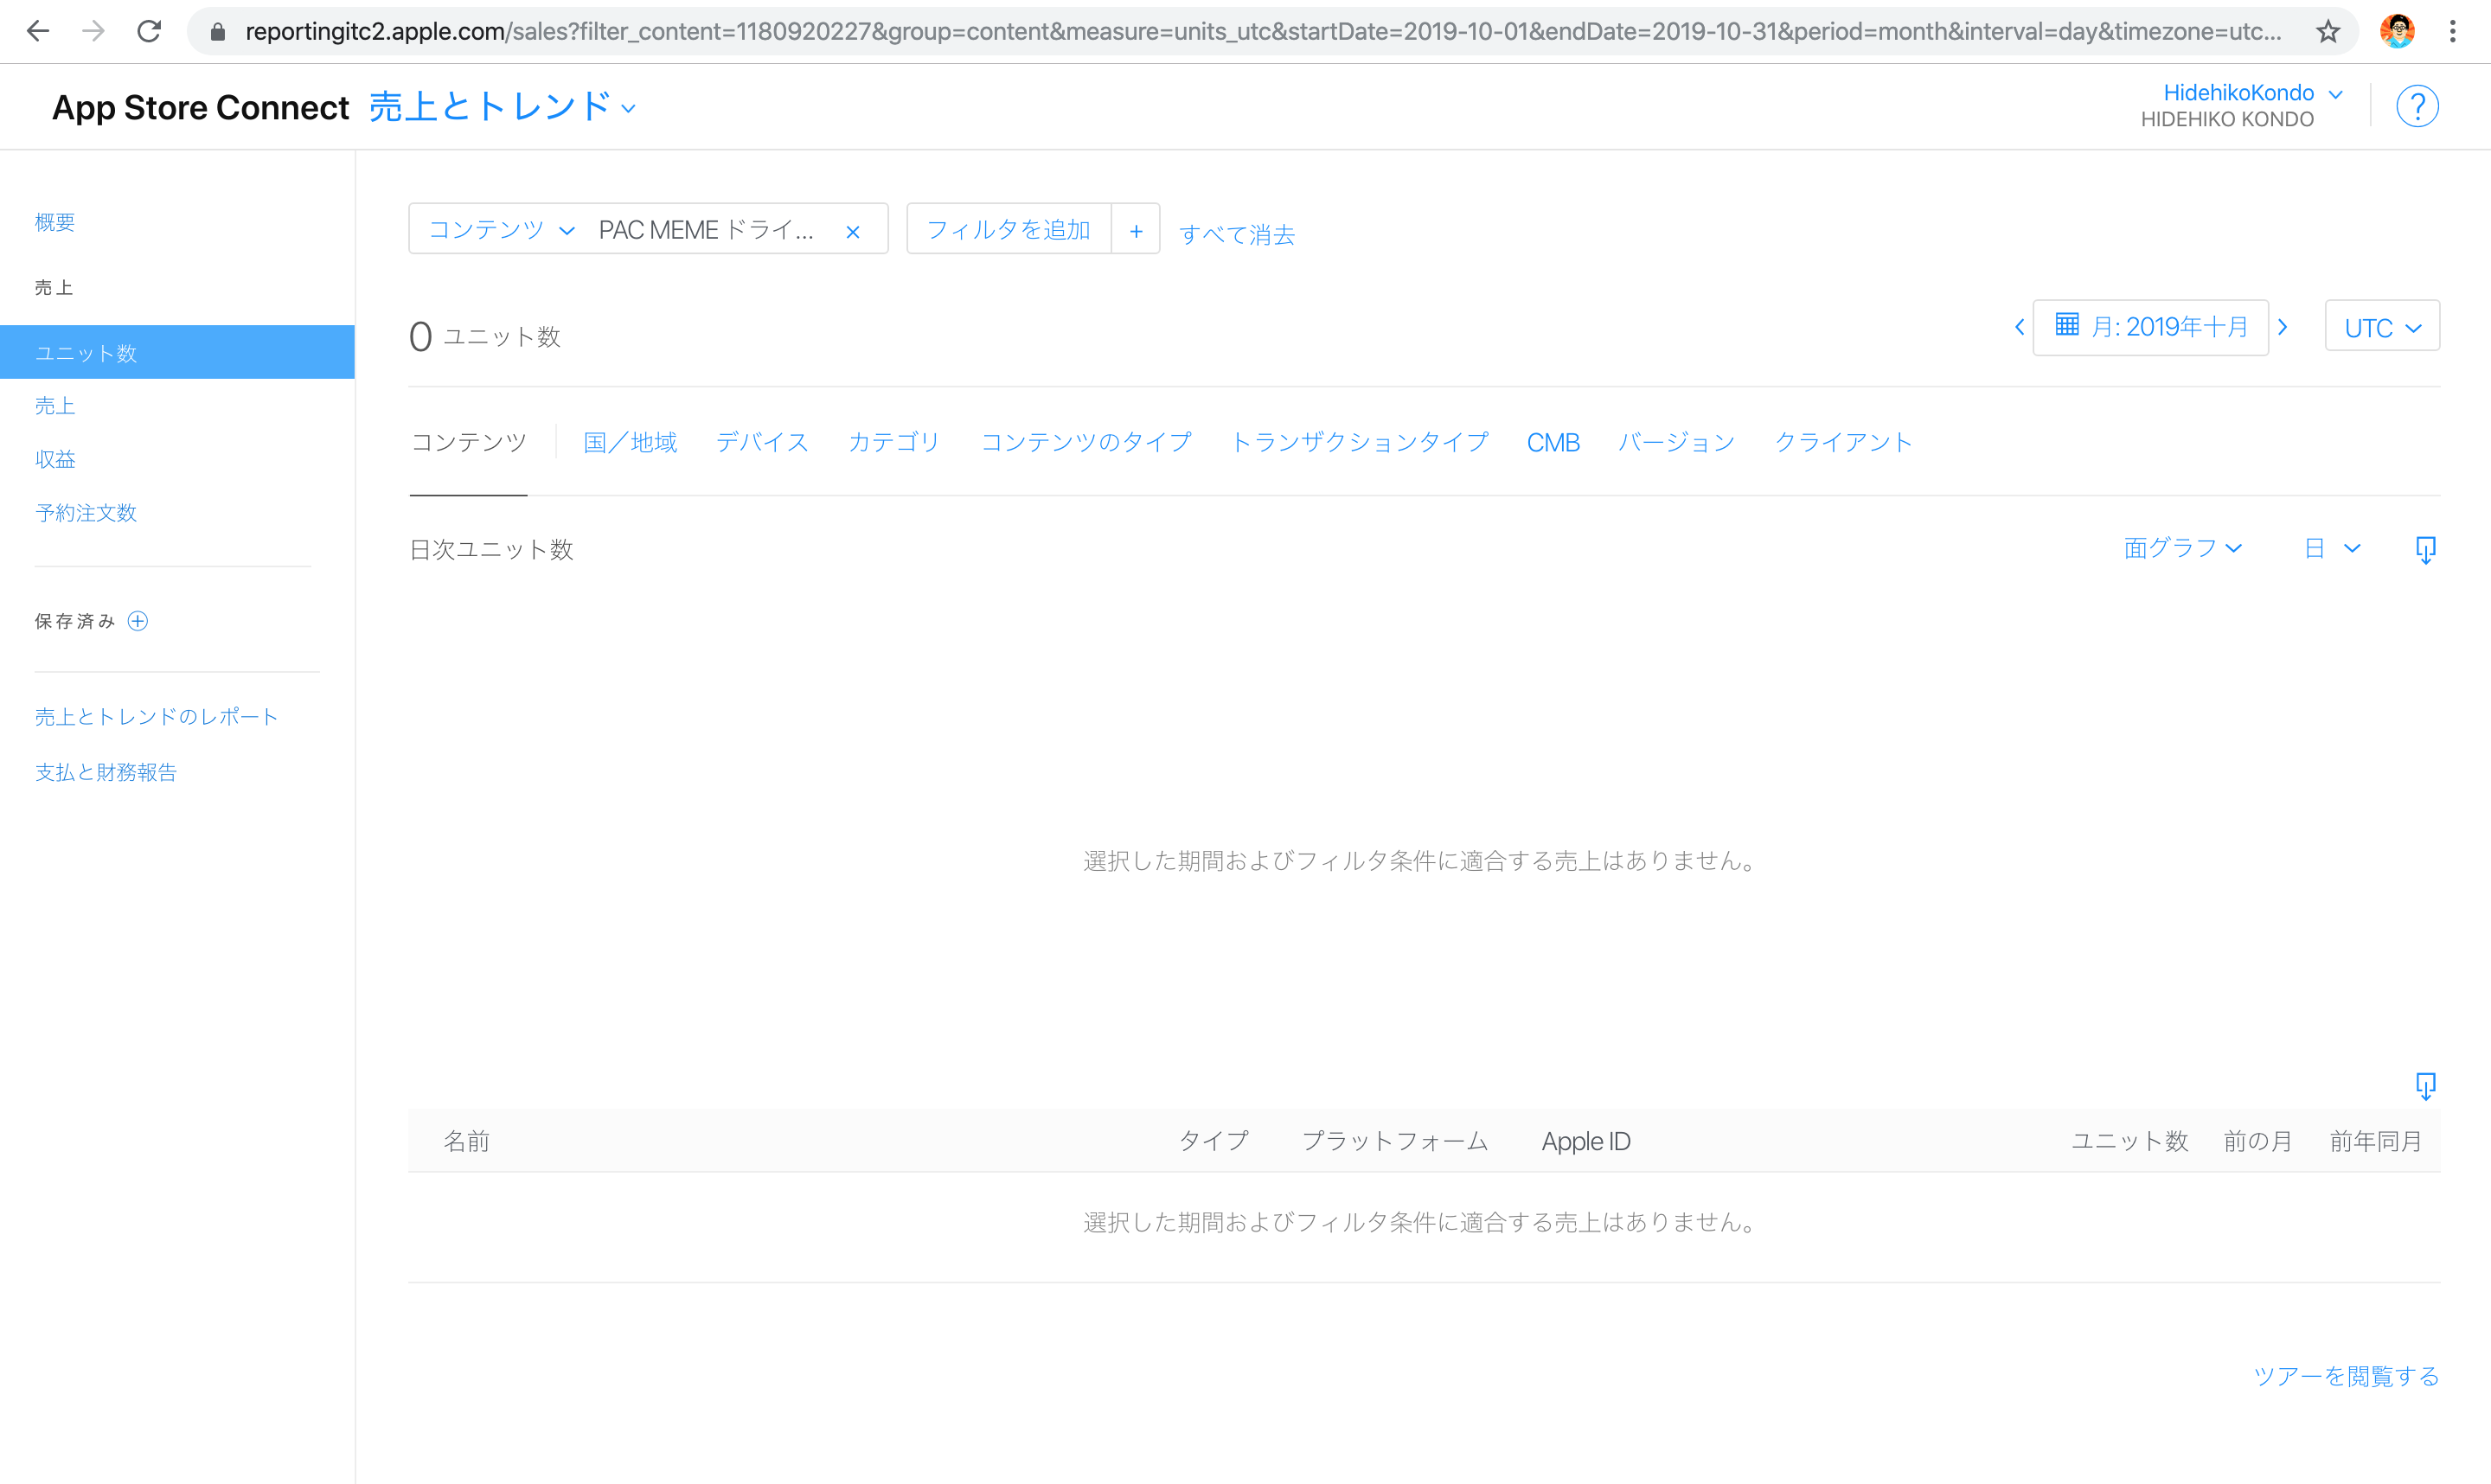 reportingitc2.apple.com/sales?filter_content=1180920227&group=content&measure=units_utc&startDate=2019-10-01&endDate=2019-10-31&period=month&interval=day&timezone=utc...
App Store Connect 売上とトレンド
HidehikoKondo
HIDEHIKO KONDO
?
概要
売上
ユニット数
売上
収益
予約注文数
保存済み
売上とトレンドのレポート
支払と財務報告
コンテンツ PAC MEME ドライ... × フィルタを追加 + すべて消去
0 ユニット数
月: 2019年十月
UTC
コンテンツ 国／地域 デバイス カテゴリ コンテンツのタイプ トランザクションタイプ CMB バージョン クライアント
日次ユニット数
面グラフ 日
選択した期間およびフィルタ条件に適合する売上はありません。
名前 タイプ プラットフォーム Apple ID ユニット数 前の月 前年同月
選択した期間およびフィルタ条件に適合する売上はありません。
ツアーを閲覧する